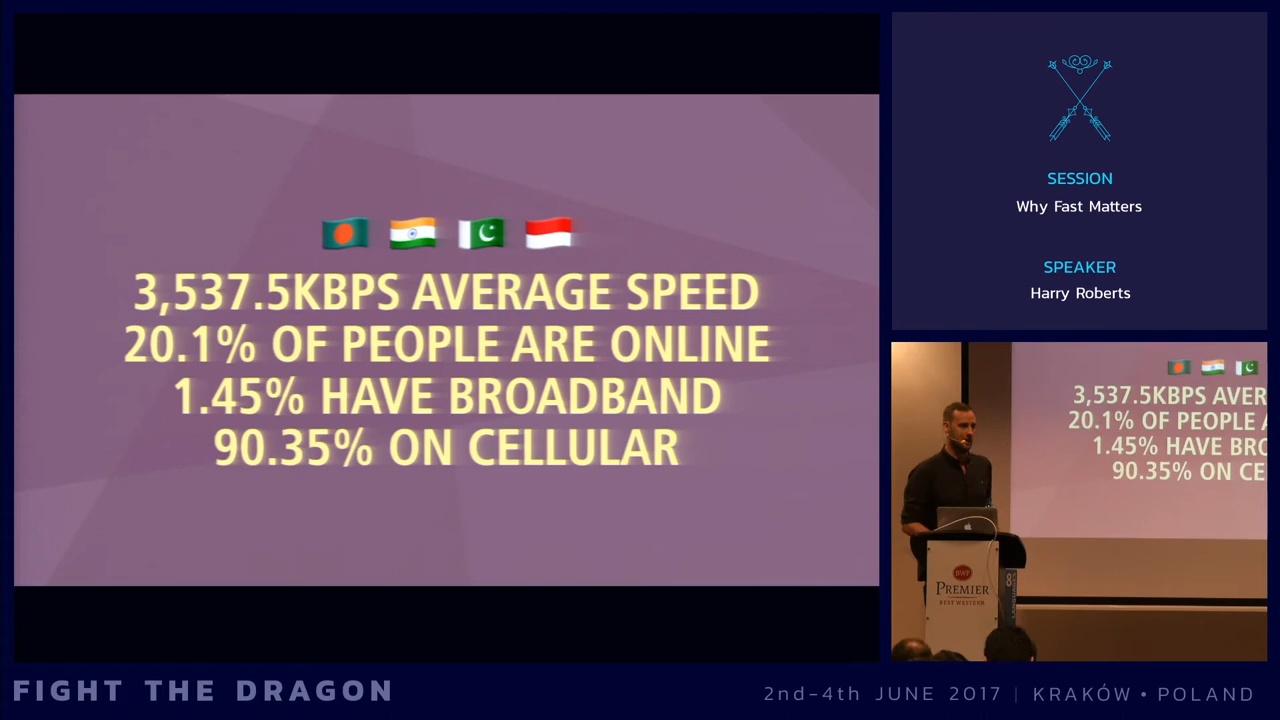 3,537.5KBPS AVERAGE SPEED
20.1% OF PEOPLE ARE ONLINE
1.45% HAVE BROADBAND
90.35% ON CELLULAR
SESSION
Why Fast Matters
SPEAKER
Harry Roberts
3,537.5KBPS AVER
20.1% OF PEOPLE A
1.45% HAVE BRO
90.35% ON CE
BWP
PREMIER
BEST WESTERN
FIGHT THE DRAGON
2nd-4th JUNE 2017 | KRAKÓW • POLAND